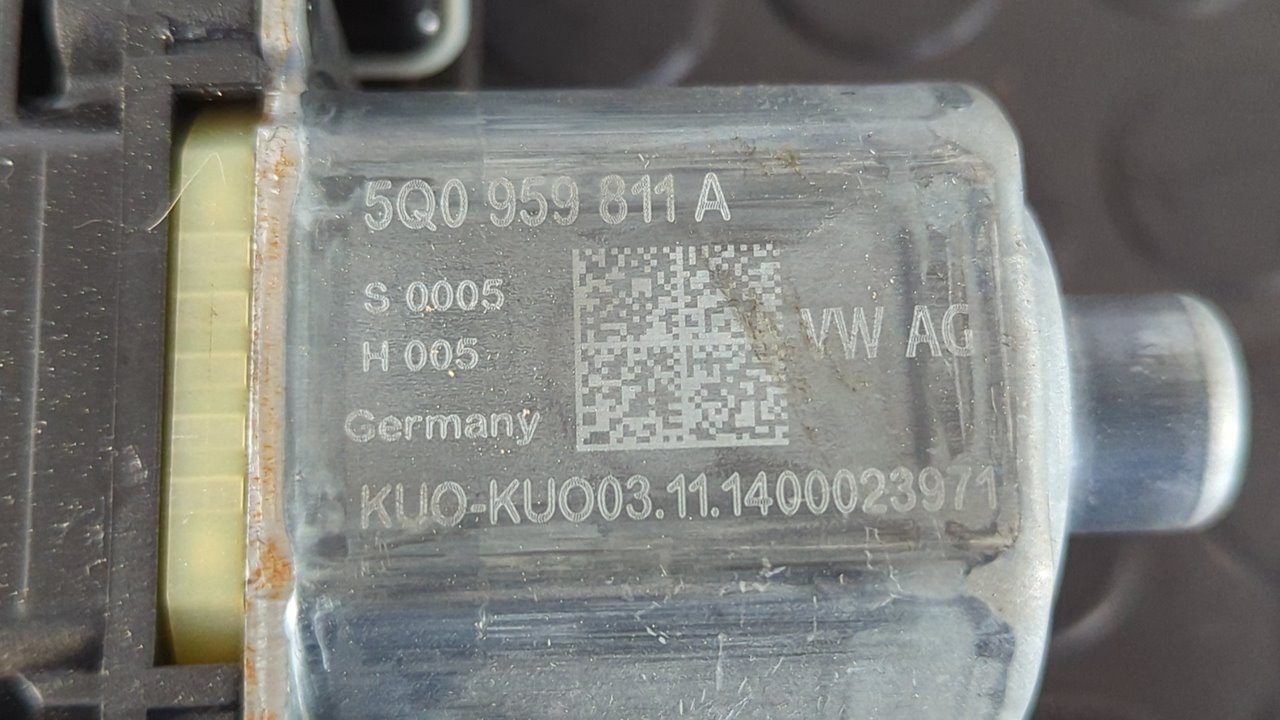 5Q0 959 811 A
S 0005
H 005
VW AG
Germany
KUO-KUO03.11.1400023971